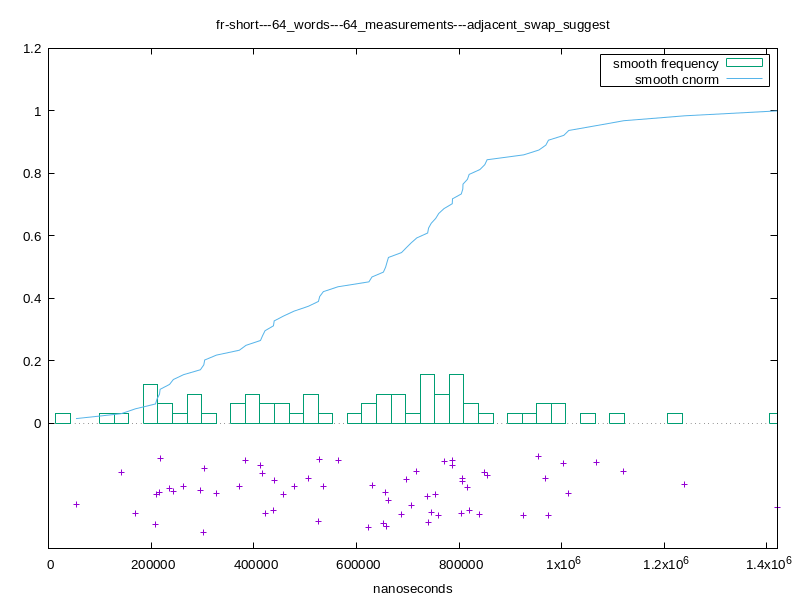 fr-short---64_words---64_measurements---adjacent_swap_suggest
smooth frequency
smooth cnorm
1.2
1
0.8
0.6
0.4
0.2
0
0 200000 400000 600000 800000 1x10^6 1.2x10^6 1.4x10^6
nanoseconds